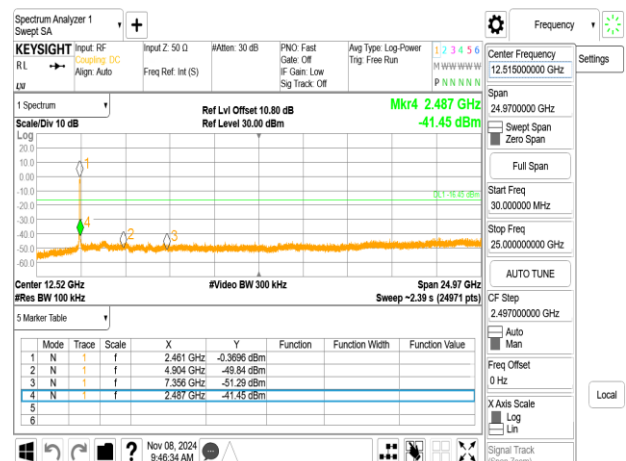 Spectrum Analyzer 1
Swept SA
Frequency
Settings
KEYSIGHT
RL
LXI
Input: RF
Coupling: DC
Align: Auto
Input Z: 50 Ω
Freq Ref: Int (S)
#Atten: 30 dB
PNO: Fast
Gate: Off
IF Gain: Low
Sig Track: Off
Avg Type: Log-Power
Trig: Free Run
1 2 3 4 5 6
M W W W W W
P N N N N N
1 Spectrum
Scale/Div 10 dB
Ref Lvl Offset 10.80 dB
Ref Level 30.00 dBm
Mkr4 2.487 GHz
-41.45 dBm
Log
20.0
10.0
0.00
-10.0
-20.0
-30.0
-40.0
-50.0
-60.0
1
4
2
3
DL1 -16.45 dBm
Center 12.52 GHz
#Res BW 100 kHz
#Video BW 300 kHz
Span 24.97 GHz
Sweep ~2.39 s (24971 pts)
5 Marker Table
Mode Trace Scale X Y Function Function Width Function Value
1 N 1 f 2.461 GHz -0.3696 dBm
2 N 1 f 4.904 GHz -49.84 dBm
3 N 1 f 7.356 GHz -51.29 dBm
4 N 1 f 2.487 GHz -41.45 dBm
5
6
Nov 08, 2024
9:46:34 AM
Center Frequency
12.515000000 GHz
Span
24.9700000 GHz
Swept Span
Zero Span
Full Span
Start Freq
30.000000 MHz
Stop Freq
25.000000000 GHz
AUTO TUNE
CF Step
2.497000000 GHz
Auto
Man
Freq Offset
0 Hz
X Axis Scale
Log
Lin
Signal Track
(Span Zoom)
Local